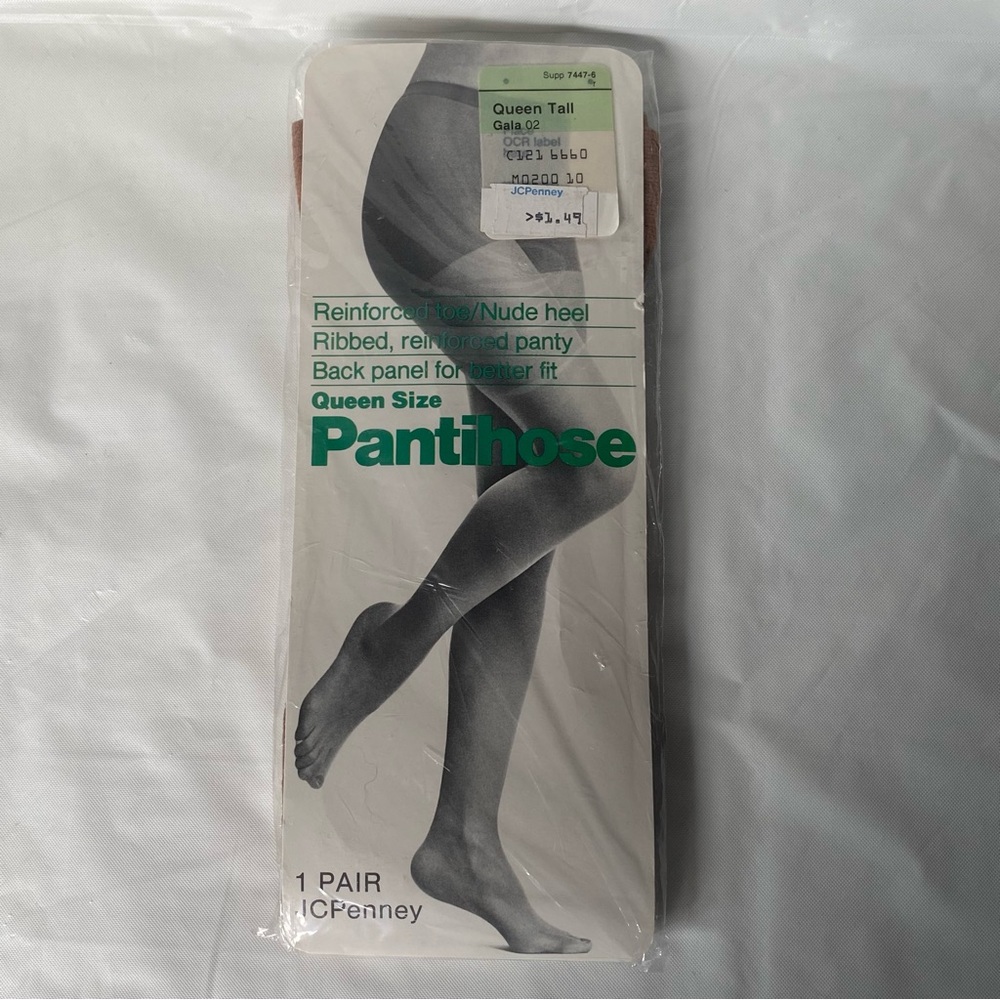 Supp 7447-6
Queen Tall
Gala 02
OCR label
C121 6660
M0200 10
JCPenney
>$1.49
Reinforced toe/Nude heel
Ribbed, reinforced panty
Back panel for better fit
Queen Size
Pantihose
1 PAIR
JCPenney